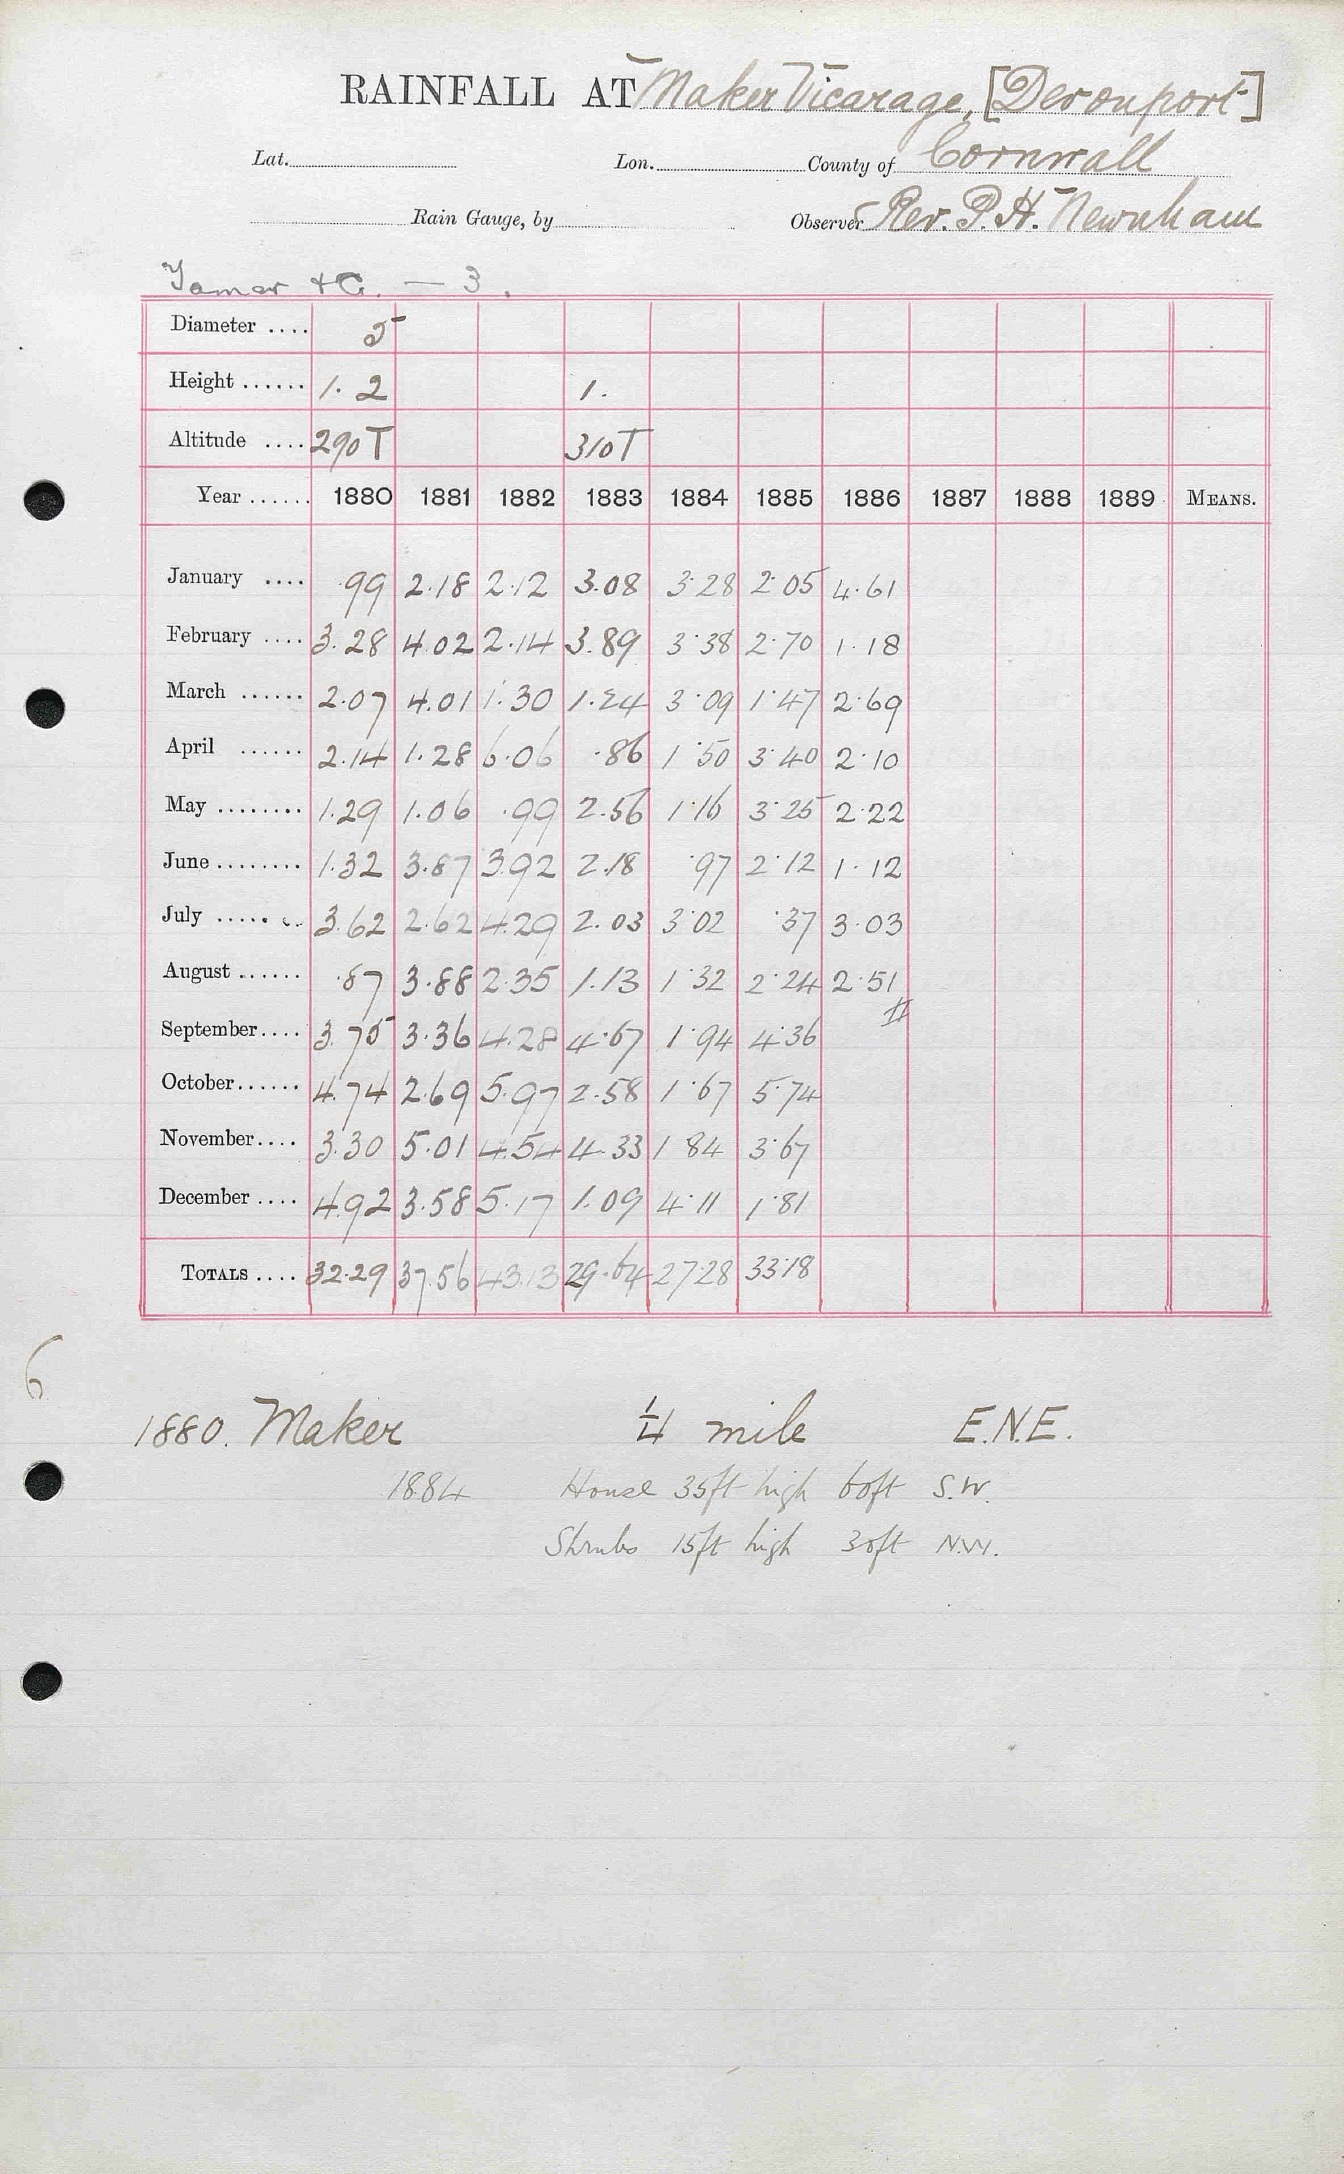 RAINFALL AT Maker Vicarage, [Devonport]
Lat. Lon. County of Cornwall
Rain Gauge, by Observer Rev. P. H. Newnham
Tamar &C. — 3.
Diameter .... 5
Height ...... 1. 2 1.
Altitude .... 290 T 310 T
Year ...... 1880 1881 1882 1883 1884 1885 1886 1887 1888 1889 MEANS.
January .... .99 2.18 2.12 3.08 3.28 2.05 4.61
February .... 3.28 4.02 2.14 3.89 3.38 2.70 1.18
March ...... 2.07 4.01 1.30 1.24 3.09 1.47 2.69
April ...... 2.14 1.28 6.06 .86 1.50 3.40 2.10
May ........ 1.29 1.06 .99 2.56 1.16 3.25 2.22
June ........ 1.32 3.87 3.92 2.18 .97 2.12 1.12
July ........ 3.62 2.62 4.29 2.03 3.02 .37 3.03
August ...... .87 3.88 2.35 1.13 1.32 2.24 2.51
September .... 3.75 3.36 4.28 4.67 1.94 4.36
October ...... 4.74 2.69 5.97 2.58 1.67 5.74
November .... 3.30 5.01 4.54 4.33 1 84 3.67
December .... 4.92 3.58 5.17 1.09 4.11 1.81
TOTALS .... 32.29 37.56 43.13 29.64 27.28 33.18
6
1880. Maker 1/4 mile E.N.E.
1884 House 35ft high 60ft S.W.
Shrubs 15ft high 30ft N.W.